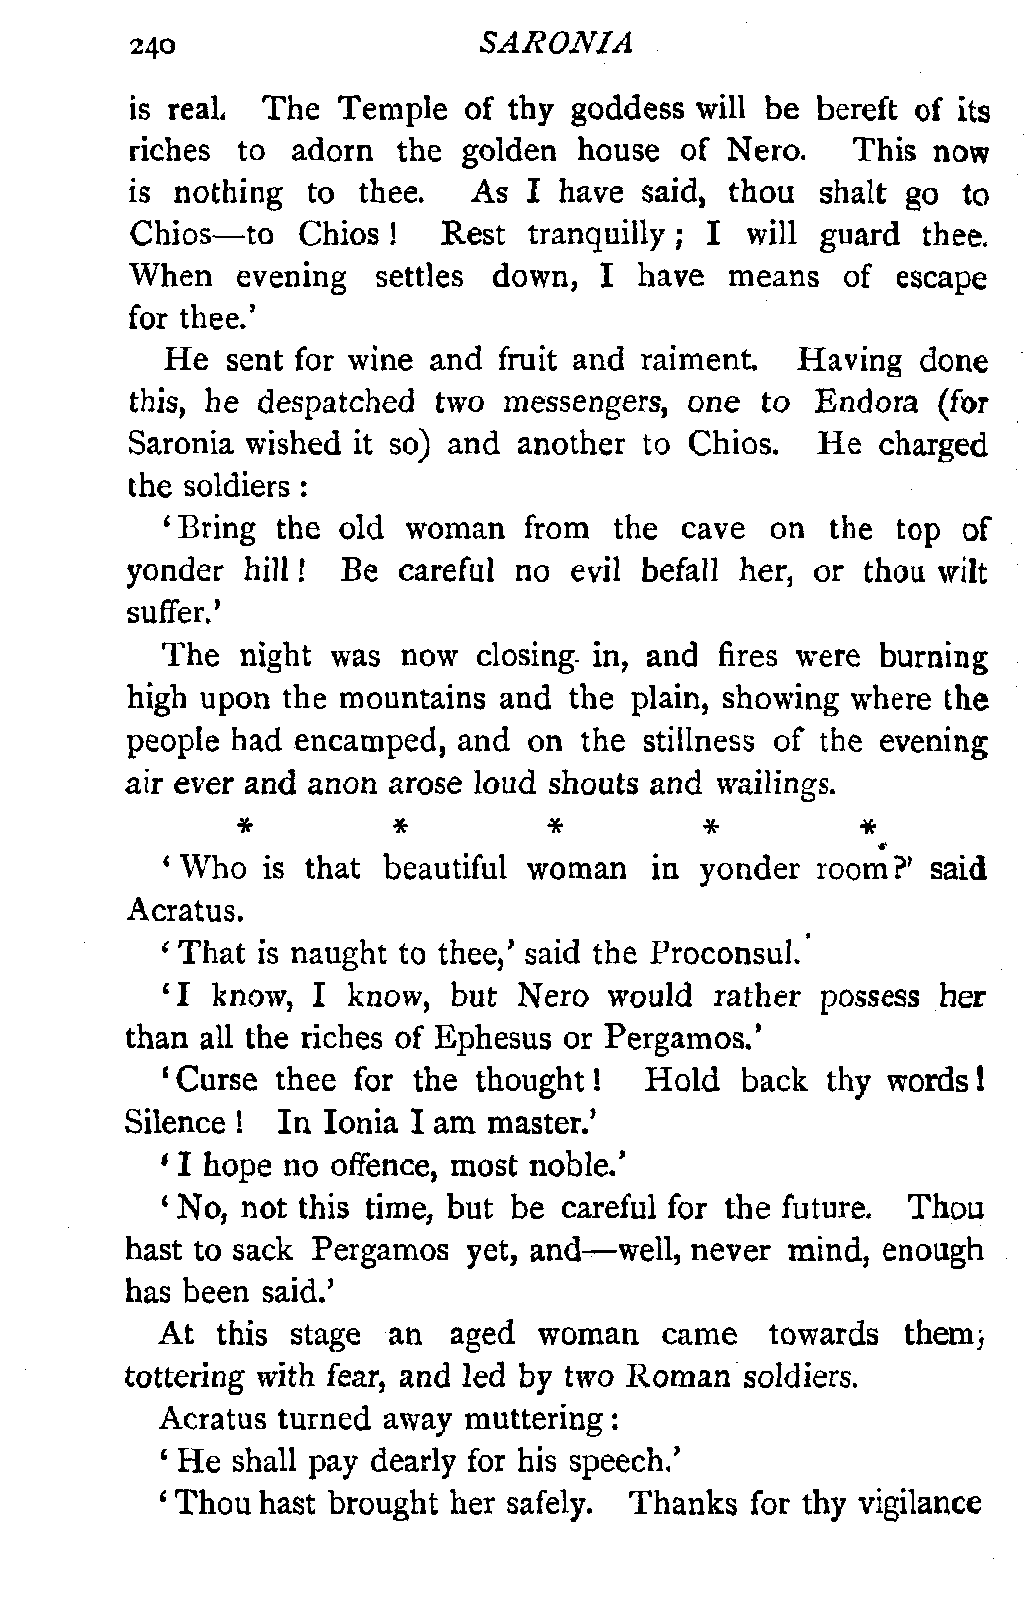 240 SARONIA
is real. The Temple of thy goddess will be bereft of its
riches to adorn the golden house of Nero. This now
is nothing to thee. As I have said, thou shalt go to
Chios—to Chios! Rest tranquilly; I will guard thee.
When evening settles down, I have means of escape
for thee.'
He sent for wine and fruit and raiment. Having done
this, he despatched two messengers, one to Endora (for
Saronia wished it so) and another to Chios. He charged
the soldiers:
'Bring the old woman from the cave on the top of
yonder hill! Be careful no evil befall her, or thou wilt
suffer.'
The night was now closing in, and fires were burning
high upon the mountains and the plain, showing where the
people had encamped, and on the stillness of the evening
air ever and anon arose loud shouts and wailings.
* * * * *
'Who is that beautiful woman in yonder room?' said
Acratus.
'That is naught to thee,' said the Proconsul.
'I know, I know, but Nero would rather possess her
than all the riches of Ephesus or Pergamos.'
'Curse thee for the thought! Hold back thy words!
Silence! In Ionia I am master.'
'I hope no offence, most noble.'
'No, not this time, but be careful for the future. Thou
hast to sack Pergamos yet, and—well, never mind, enough
has been said.'
At this stage an aged woman came towards them,
tottering with fear, and led by two Roman soldiers.
Acratus turned away muttering:
'He shall pay dearly for his speech.'
'Thou hast brought her safely. Thanks for thy vigilance